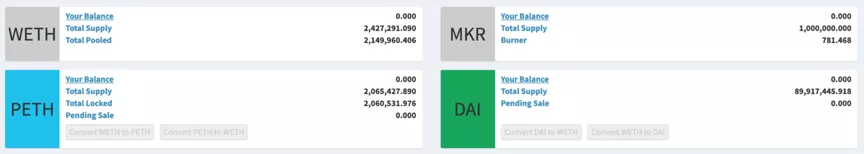 WETH
Your Balance 0.000
Total Supply 2,427,291.090
Total Pooled 2,149,960.406
MKR
Your Balance 0.000
Total Supply 1,000,000.000
Burner 781.468
PETH
Your Balance 0.000
Total Supply 2,065,427.890
Total Locked 2,060,531.976
Pending Sale 0.000
Convert WETH to PETH Convert PETH to WETH
DAI
Your Balance 0.000
Total Supply 89,917,445.918
Pending Sale 0.000
Convert DAI to WETH Convert WETH to DAI